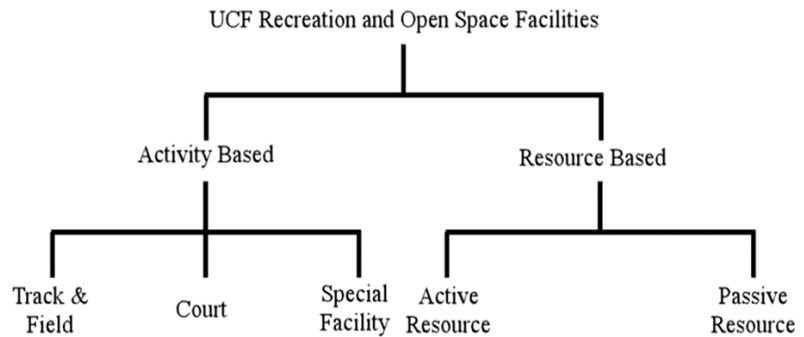 UCF Recreation and Open Space Facilities
Activity Based
Resource Based
Track &
Field
Court
Special
Facility
Active
Resource
Passive
Resource